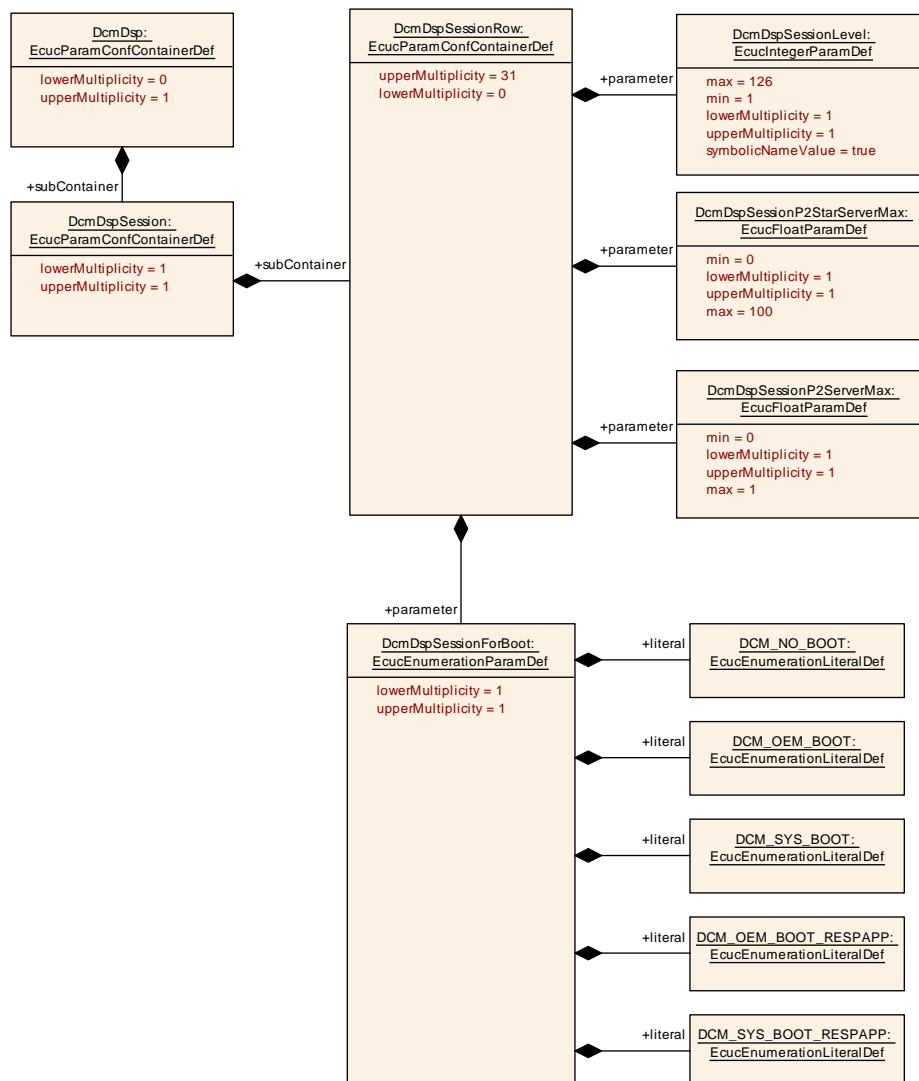 DcmDsp:
EcucParamConfContainerDef
lowerMultiplicity = 0
upperMultiplicity = 1
+subContainer
DcmDspSession:
EcucParamConfContainerDef
lowerMultiplicity = 1
upperMultiplicity = 1
+subContainer
DcmDspSessionRow:
EcucParamConfContainerDef
upperMultiplicity = 31
lowerMultiplicity = 0
+parameter
DcmDspSessionLevel:
EcucIntegerParamDef
max = 126
min = 1
lowerMultiplicity = 1
upperMultiplicity = 1
symbolicNameValue = true
+parameter
DcmDspSessionP2StarServerMax:
EcucFloatParamDef
min = 0
lowerMultiplicity = 1
upperMultiplicity = 1
max = 100
+parameter
DcmDspSessionP2ServerMax:
EcucFloatParamDef
min = 0
lowerMultiplicity = 1
upperMultiplicity = 1
max = 1
+parameter
DcmDspSessionForBoot:
EcucEnumerationParamDef
lowerMultiplicity = 1
upperMultiplicity = 1
+literal
DCM_NO_BOOT:
EcucEnumerationLiteralDef
+literal
DCM_OEM_BOOT:
EcucEnumerationLiteralDef
+literal
DCM_SYS_BOOT:
EcucEnumerationLiteralDef
+literal
DCM_OEM_BOOT_RESPAPP:
EcucEnumerationLiteralDef
+literal
DCM_SYS_BOOT_RESPAPP:
EcucEnumerationLiteralDef